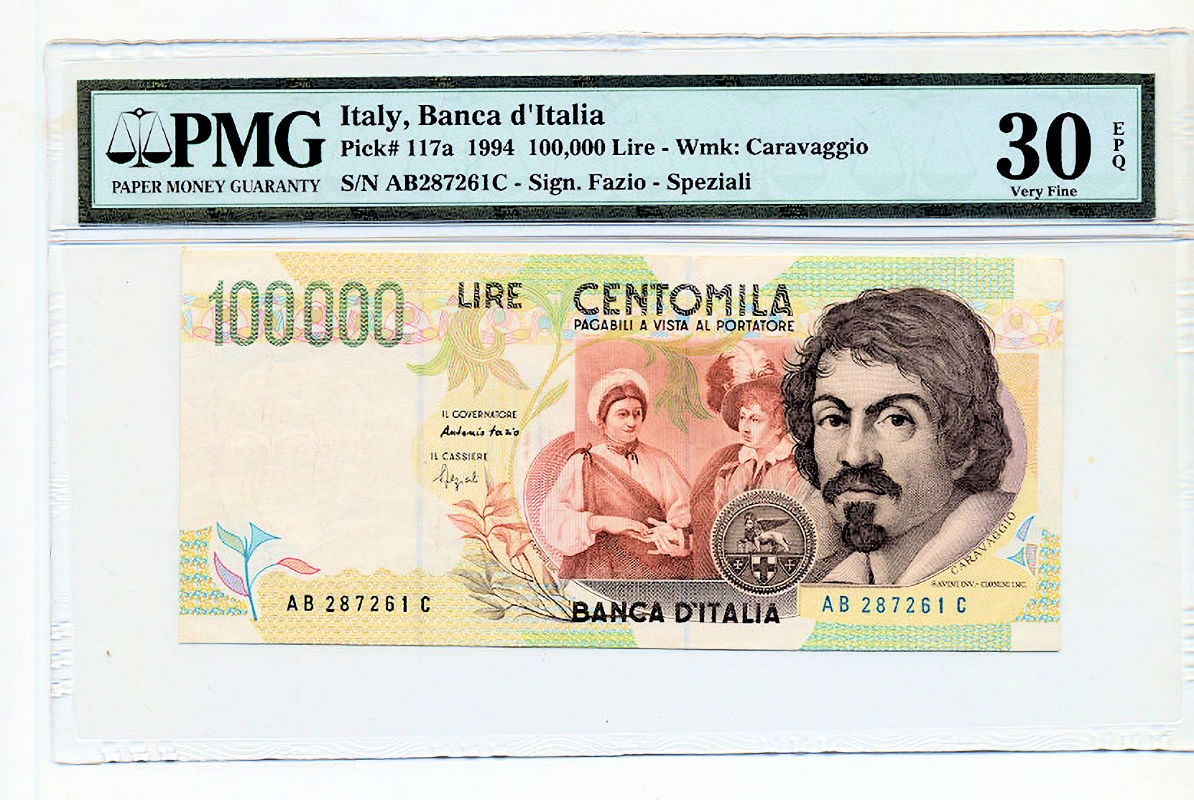 PMG
PAPER MONEY GUARANTY
Italy, Banca d'Italia
Pick# 117a 1994 100,000 Lire - Wmk: Caravaggio
S/N AB287261C - Sign. Fazio - Speziali
30
Very Fine
EPQ
100000
LIRE
CENTOMILA
PAGABILI A VISTA AL PORTATORE
IL GOVERNATORE
Antonio Fazio
IL CASSIERE
Speziali
CARAVAGGIO
AB 287261 C
BANCA D'ITALIA
AB 287261 C